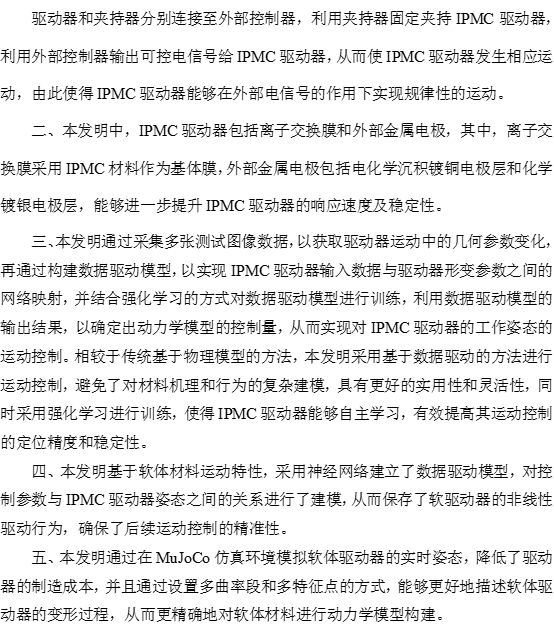 驱动器和夹持器分别连接至外部控制器，利用夹持器固定夹持 IPMC 驱动器，
利用外部控制器输出可控电信号给 IPMC 驱动器，从而使 IPMC 驱动器发生相应运
动，由此使得 IPMC 驱动器能够在外部电信号的作用下实现规律性的运动。
二、本发明中，IPMC 驱动器包括离子交换膜和外部金属电极，其中，离子交
换膜采用 IPMC 材料作为基体膜，外部金属电极包括电化学沉积镀铜电极层和化学
镀银电极层，能够进一步提升 IPMC 驱动器的响应速度及稳定性。
三、本发明通过采集多张测试图像数据，以获取驱动器运动中的几何参数变化，
再通过构建数据驱动模型，以实现 IPMC 驱动器输入数据与驱动器形变参数之间的
网络映射，并结合强化学习的方式对数据驱动模型进行训练，利用数据驱动模型的
输出结果，以确定出动力学模型的控制量，从而实现对 IPMC 驱动器的工作姿态的
运动控制。相较于传统基于物理模型的方法，本发明采用基于数据驱动的方法进行
运动控制，避免了对材料机理和行为的复杂建模，具有更好的实用性和灵活性，同
时采用强化学习进行训练，使得 IPMC 驱动器能够自主学习，有效提高其运动控制
的定位精度和稳定性。
四、本发明基于软体材料运动特性，采用神经网络建立了数据驱动模型，对控
制参数与 IPMC 驱动器姿态之间的关系进行了建模，从而保存了软驱动器的非线性
驱动行为，确保了后续运动控制的精准性。
五、本发明通过在 MuJoCo 仿真环境模拟软体驱动器的实时姿态，降低了驱动
器的制造成本，并且通过设置多曲率段和多特征点的方式，能够更好地描述软体驱
动器的变形过程，从而更精确地对软体材料进行动力学模型构建。